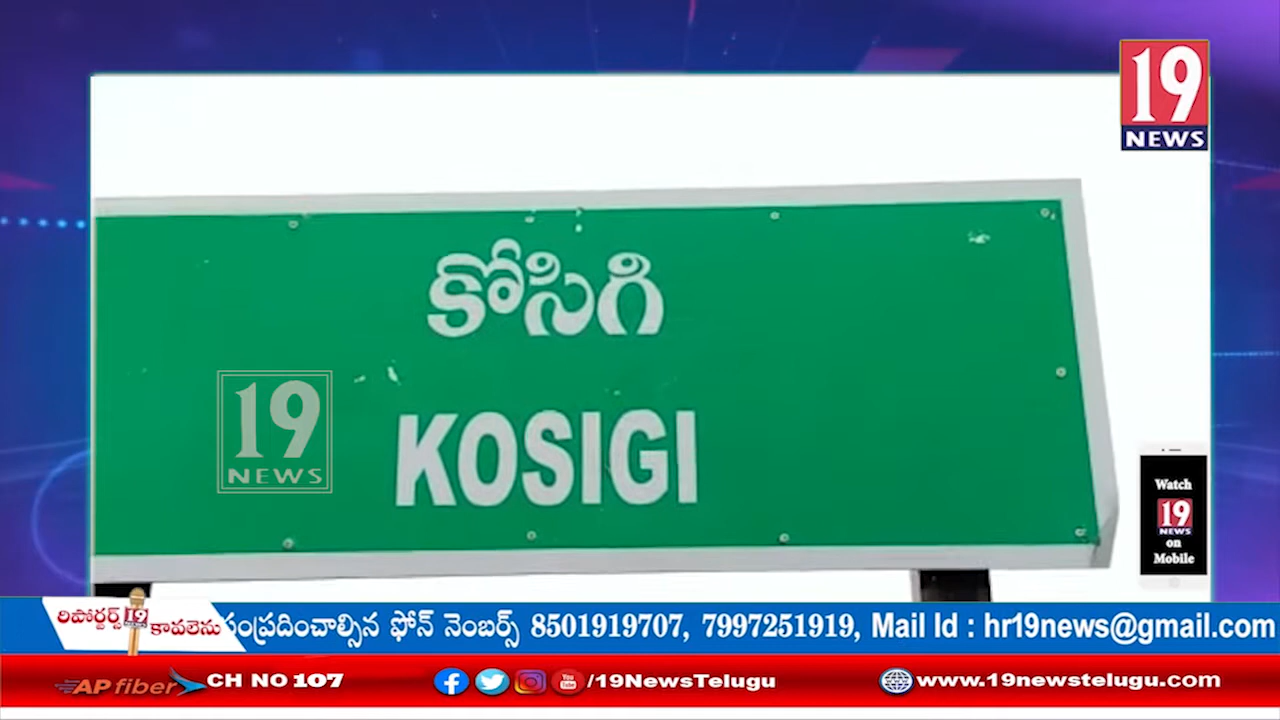 19
NEWS
కోసిగి
KOSIGI
19
NEWS
Watch
19
NEWS
on
Mobile
రిపోర్టర్స్ 19 కావలెను
సంప్రదించాల్సిన ఫోన్ నెంబర్స్ 8501919707, 7997251919, Mail Id : hr19news@gmail.com
AP fiber CH NO 107 /19NewsTelugu www.19newstelugu.com